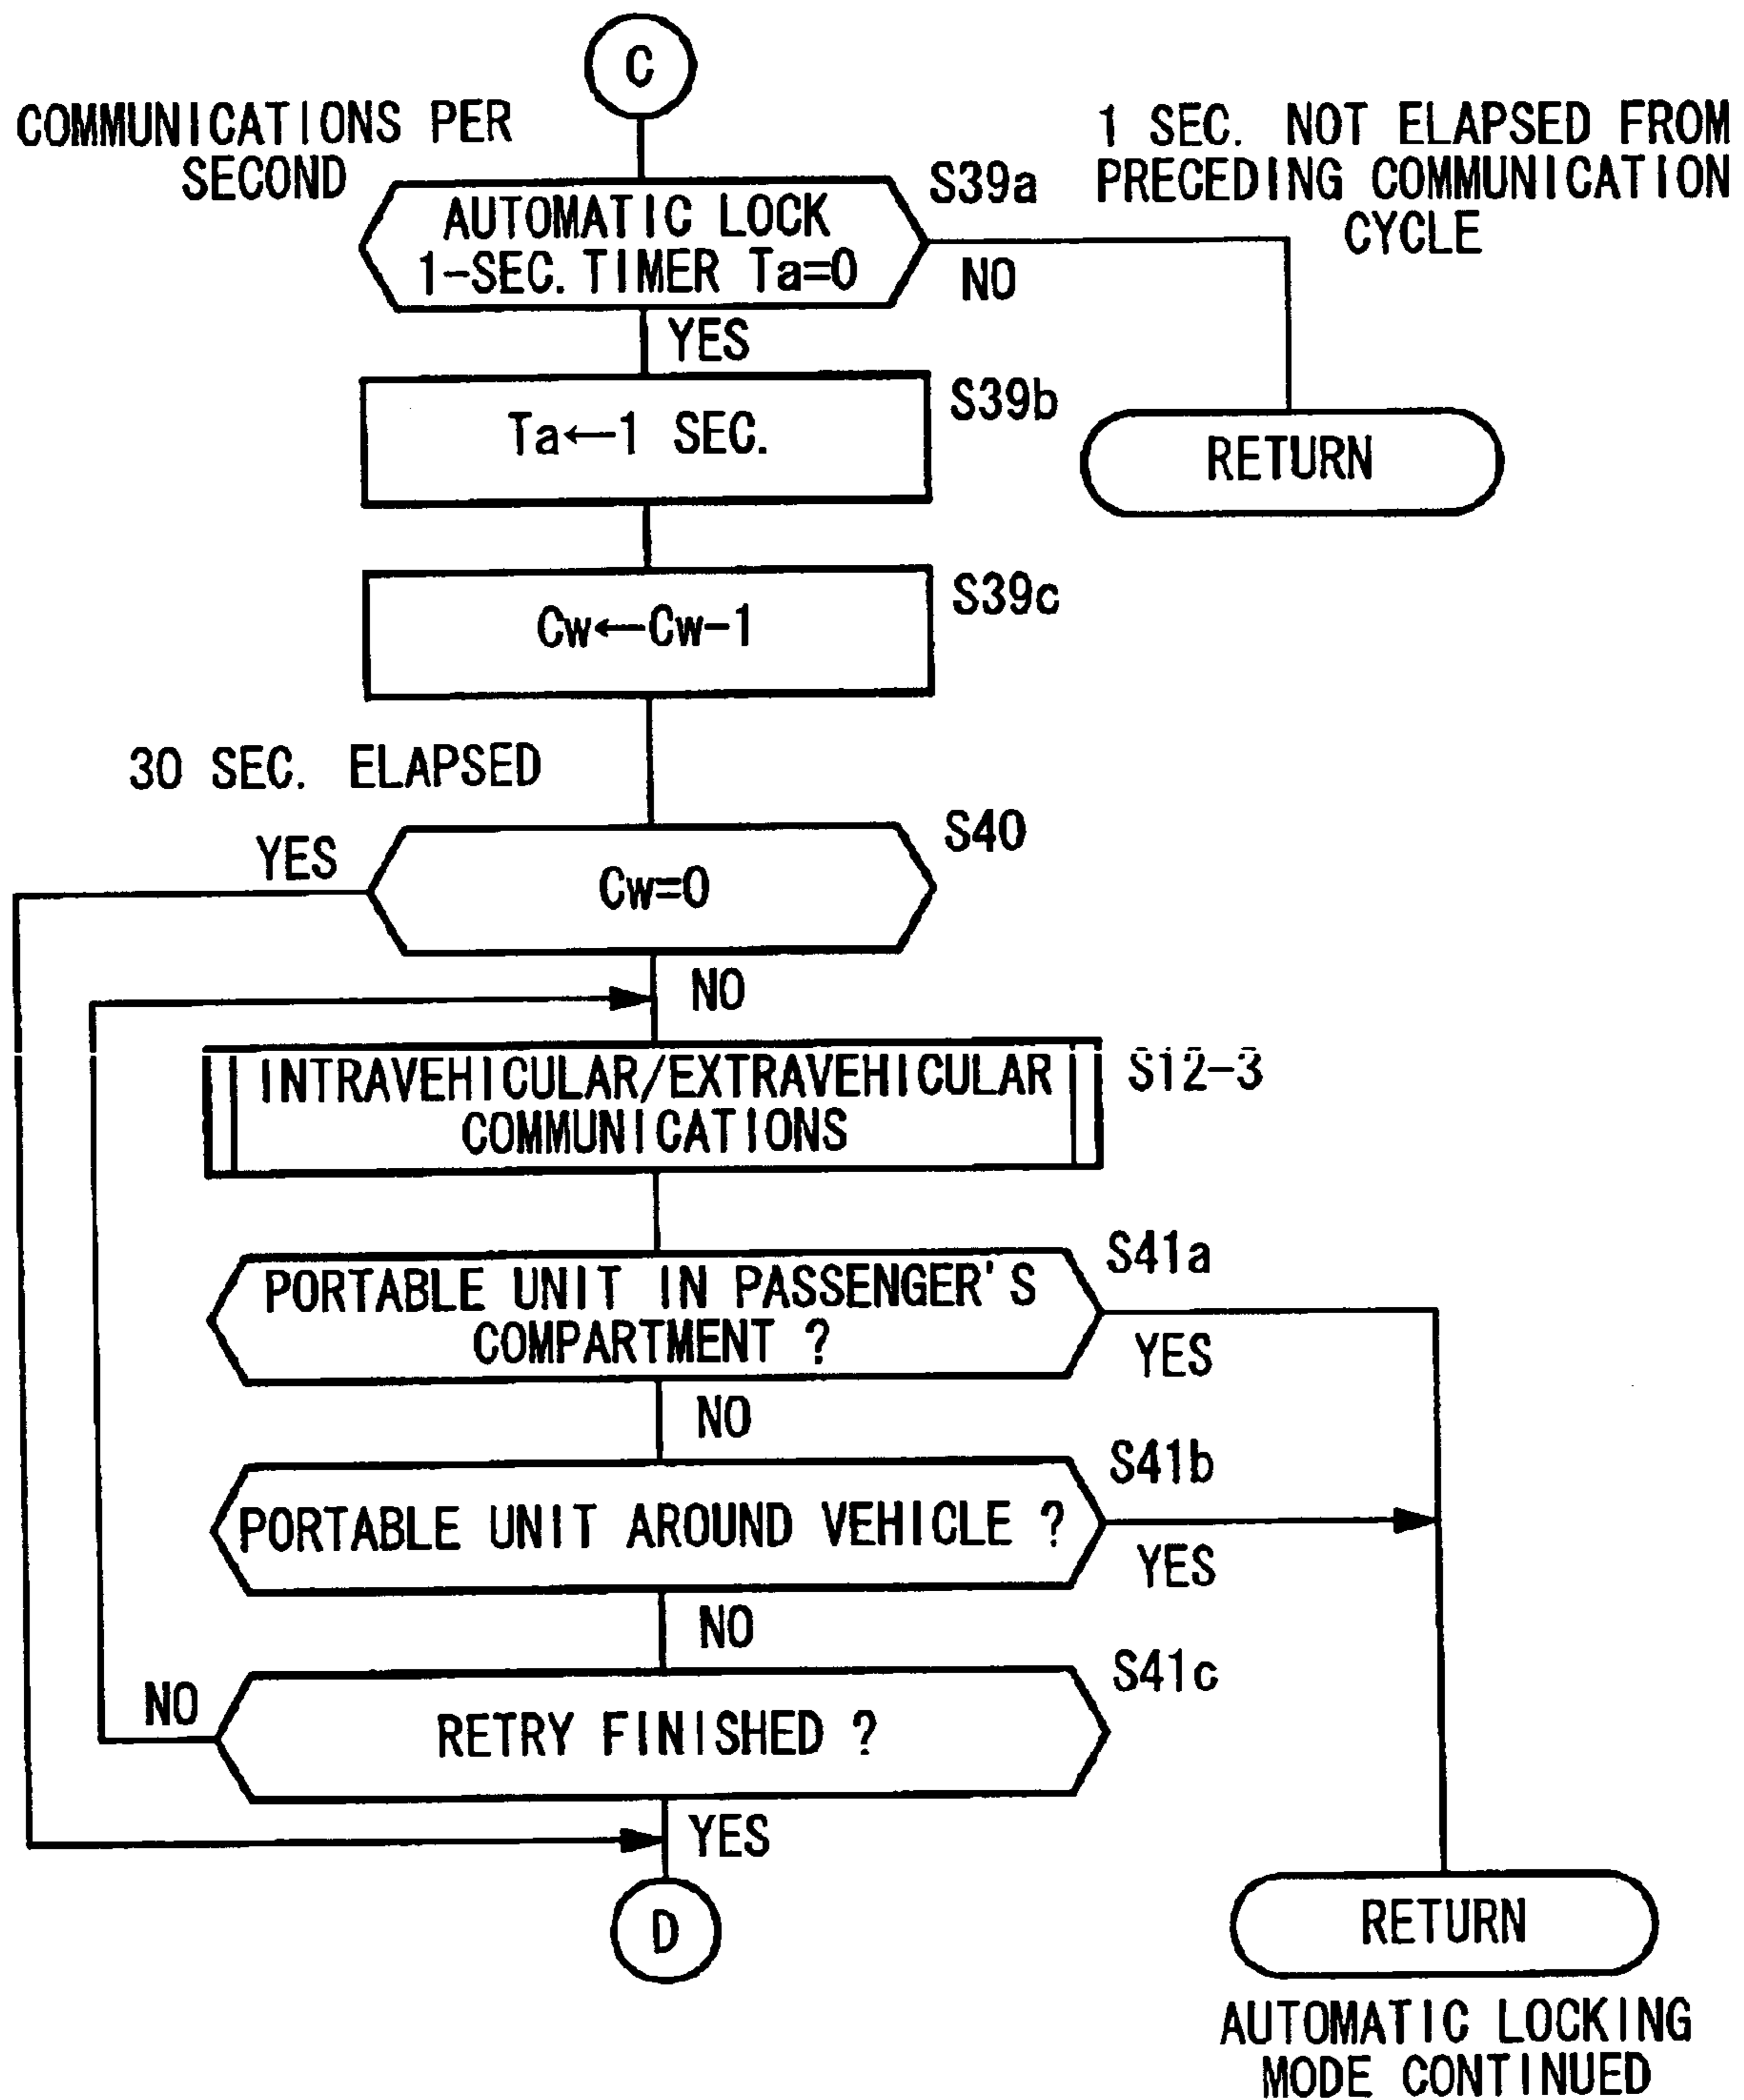 C
COMMUNICATIONS PER
SECOND
1 SEC. NOT ELAPSED FROM
PRECEDING COMMUNICATION
CYCLE
S39a
AUTOMATIC LOCK
1-SEC. TIMER Ta=0
NO
YES
S39b
Ta←1 SEC.
RETURN
S39c
Cw←Cw-1
30 SEC. ELAPSED
S40
YES
Cw=0
NO
S12-3
INTRAVEHICULAR/EXTRAVEHICULAR
COMMUNICATIONS
S41a
PORTABLE UNIT IN PASSENGER'S
COMPARTMENT ?
YES
NO
S41b
PORTABLE UNIT AROUND VEHICLE ?
YES
NO
S41c
NO
RETRY FINISHED ?
YES
D
RETURN
AUTOMATIC LOCKING
MODE CONTINUED